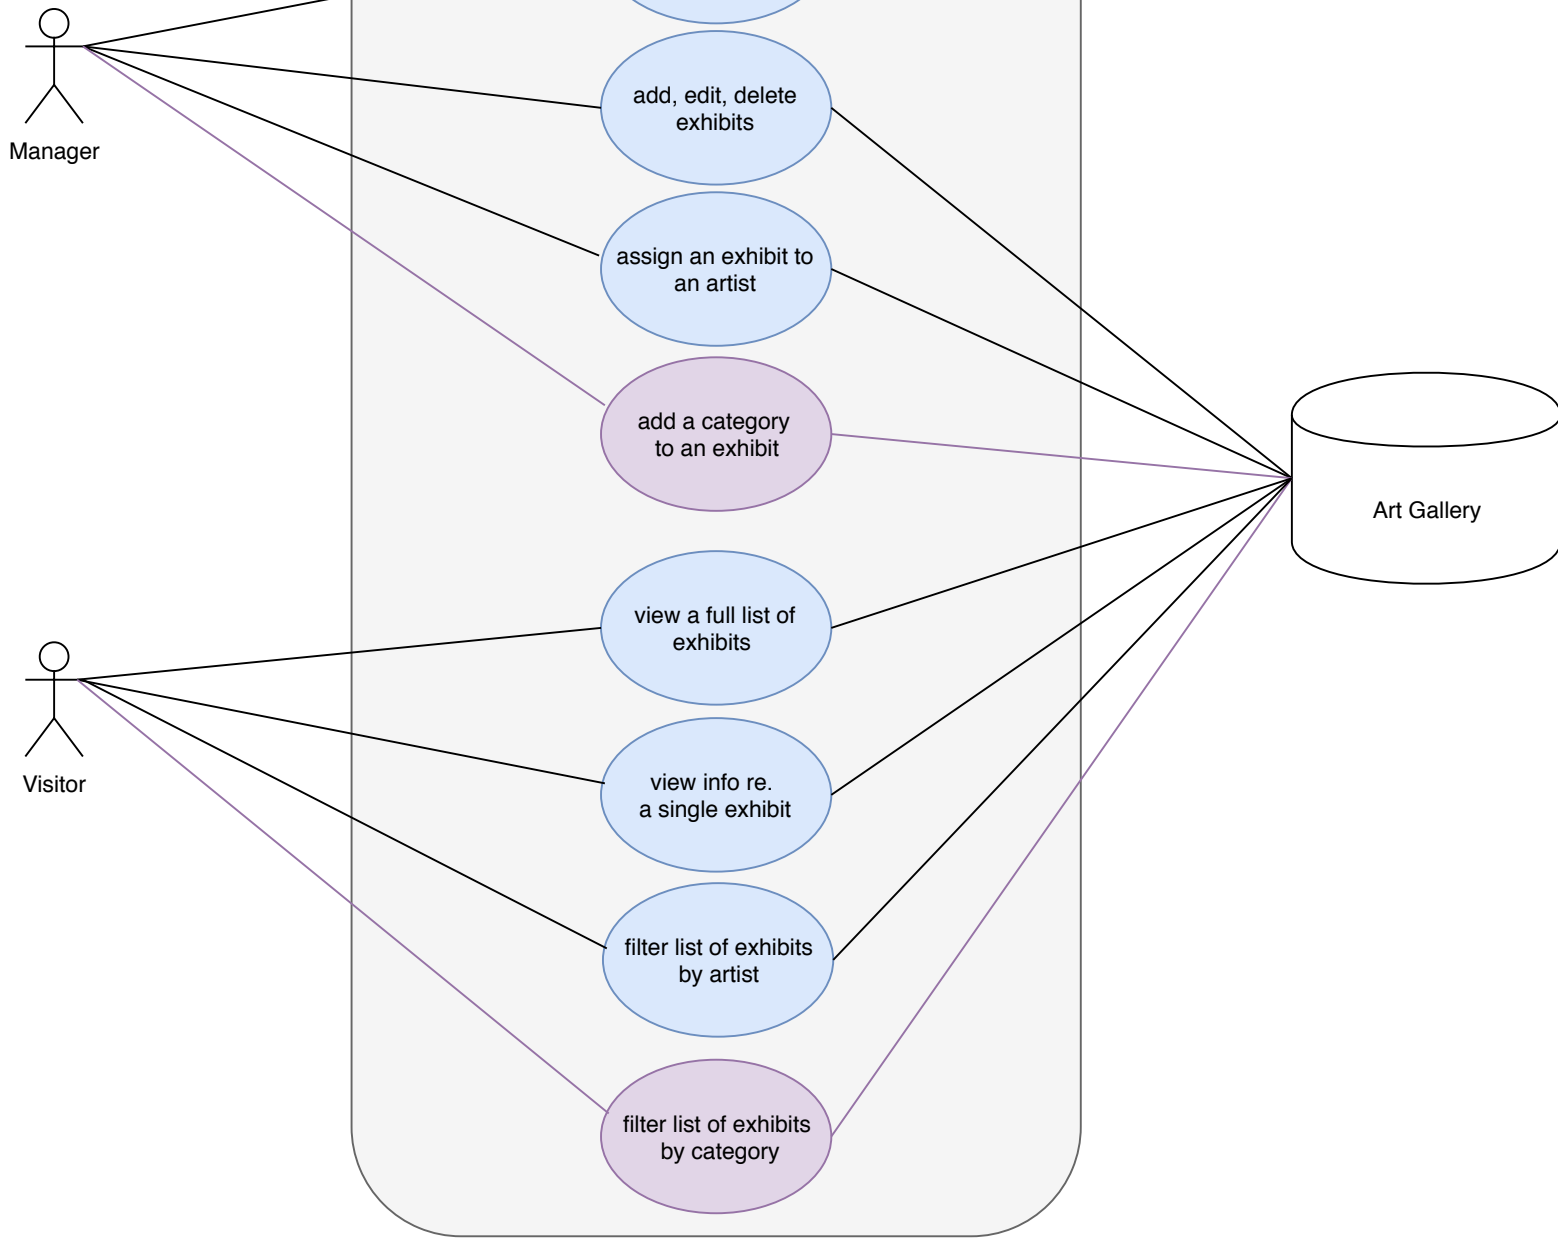 add, edit, delete
exhibits
Manager
assign an exhibit to
an artist
add a category
to an exhibit
Art Gallery
view a full list of
exhibits
Visitor
view info re.
a single exhibit
filter list of exhibits
by artist
filter list of exhibits
by category